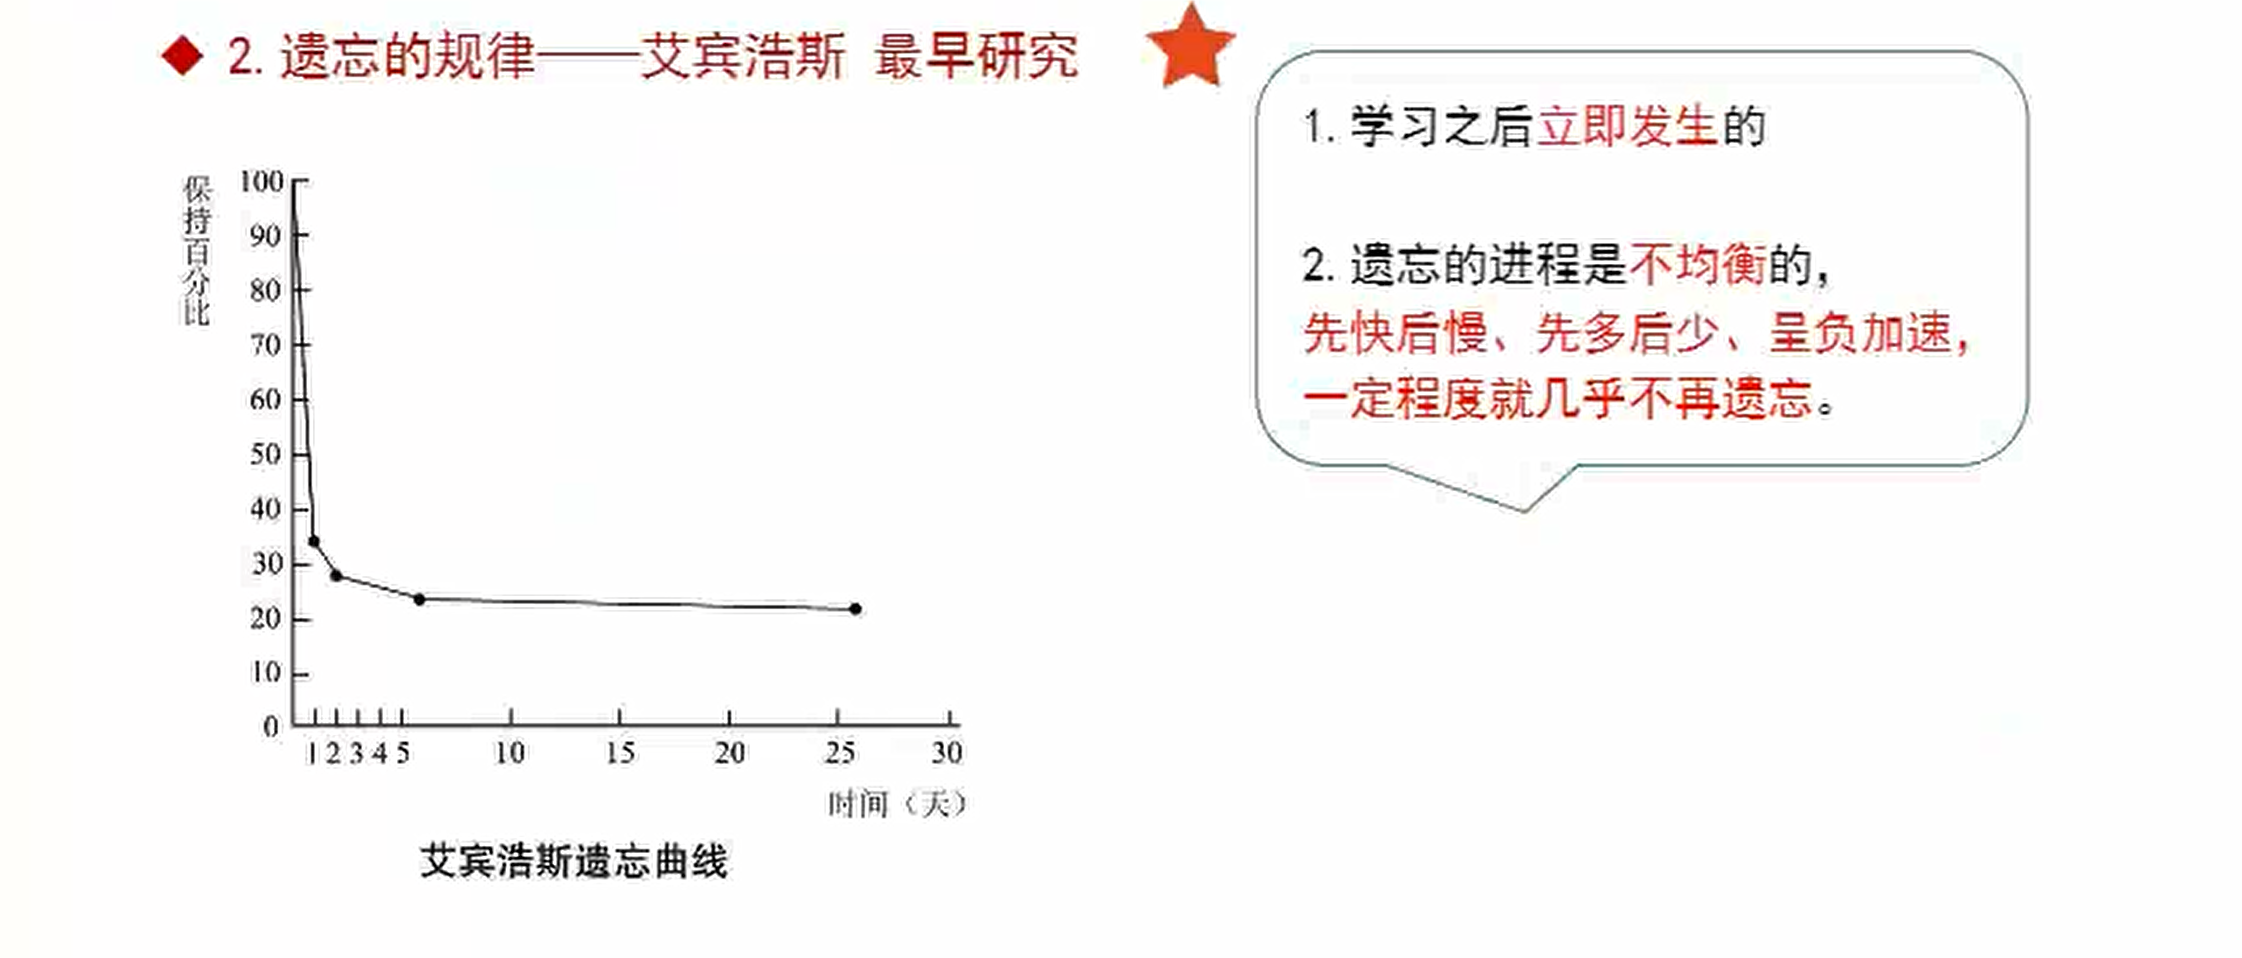 2. 遗忘的规律——艾宾浩斯 最早研究
1. 学习之后立即发生的
2. 遗忘的进程是不均衡的，
先快后慢、先多后少、呈负加速，
一定程度就几乎不再遗忘。
保持百分比
100
90
80
70
60
50
40
30
20
10
0
1 2 3 4 5 10 15 20 25 30
时间（天）
艾宾浩斯遗忘曲线